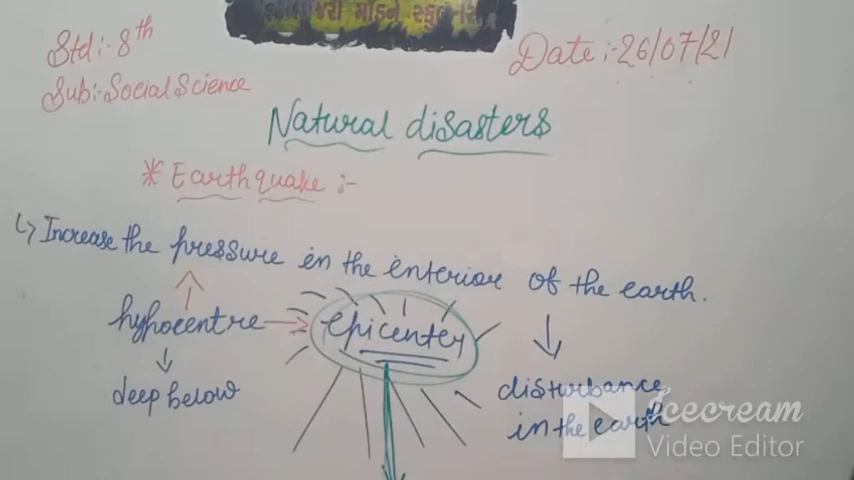 મોડર્ન સ્કૂલ
Std:- 8th
Date:- 26/07/21
Sub:- Social Science
Natural disasters
* Earthquake :-
↳ Increase the pressure in the interior of the earth.
hypocentre → epicenter
deep below
disturbance
in the earth
Icecream
Video Editor